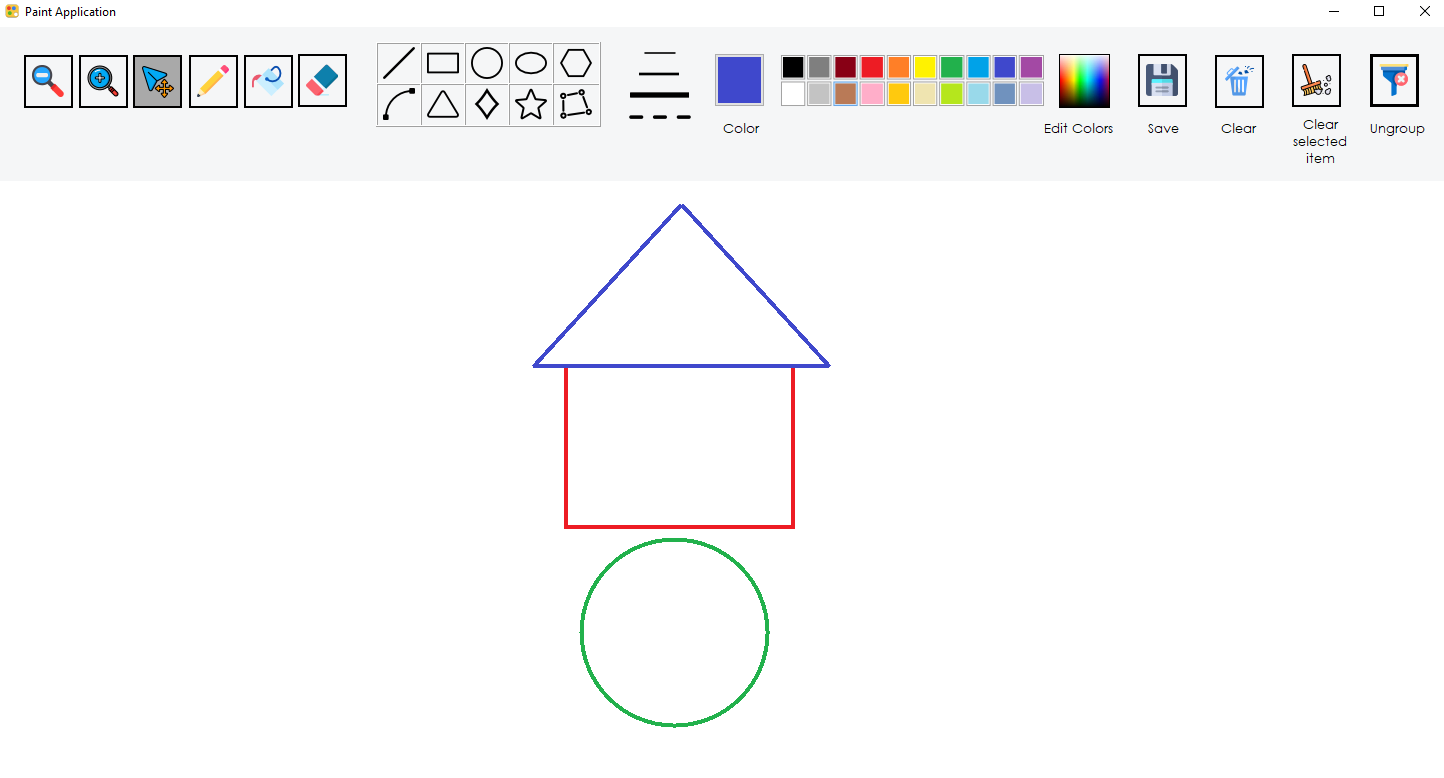 Paint Application
Color
Edit Colors
Save
Clear
Clear
selected
item
Ungroup